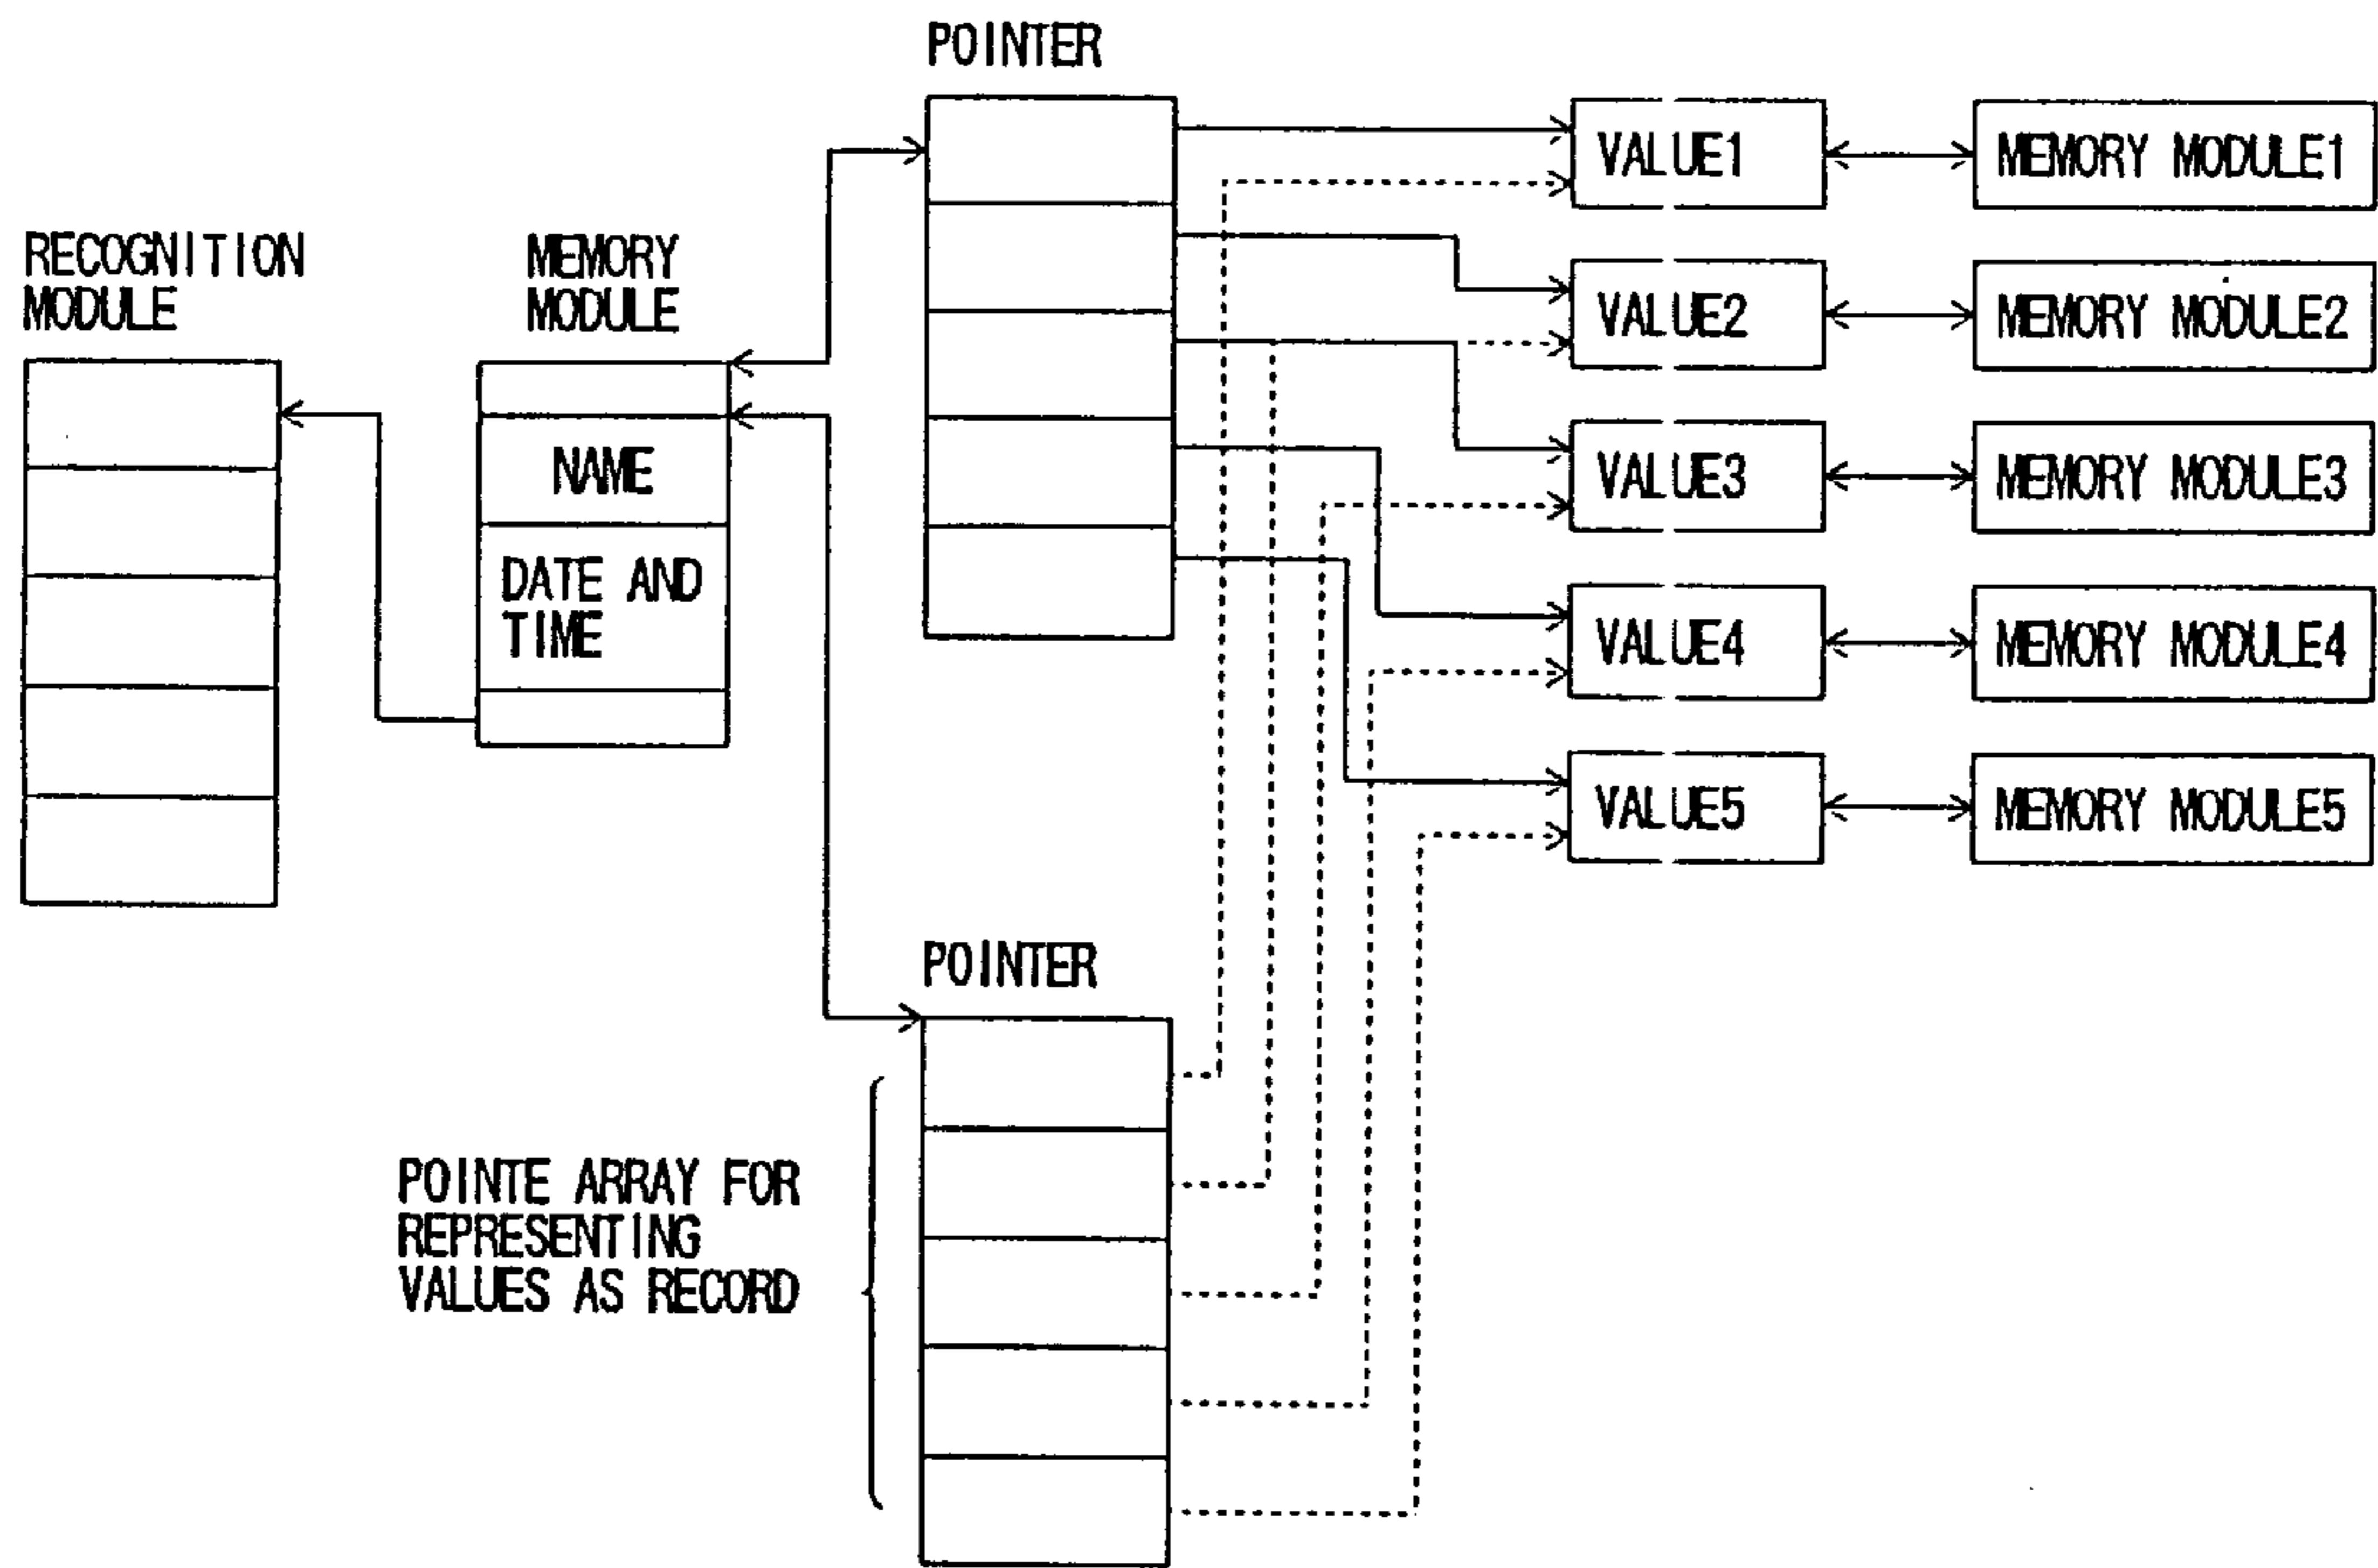 POINTER
RECOGNITION
MODULE
MEMORY
MODULE
NAME
DATE AND
TIME
VALUE1
MEMORY MODULE1
VALUE2
MEMORY MODULE2
VALUE3
MEMORY MODULE3
VALUE4
MEMORY MODULE4
VALUE5
MEMORY MODULE5
POINTER
POINTE ARRAY FOR
REPRESENTING
VALUES AS RECORD